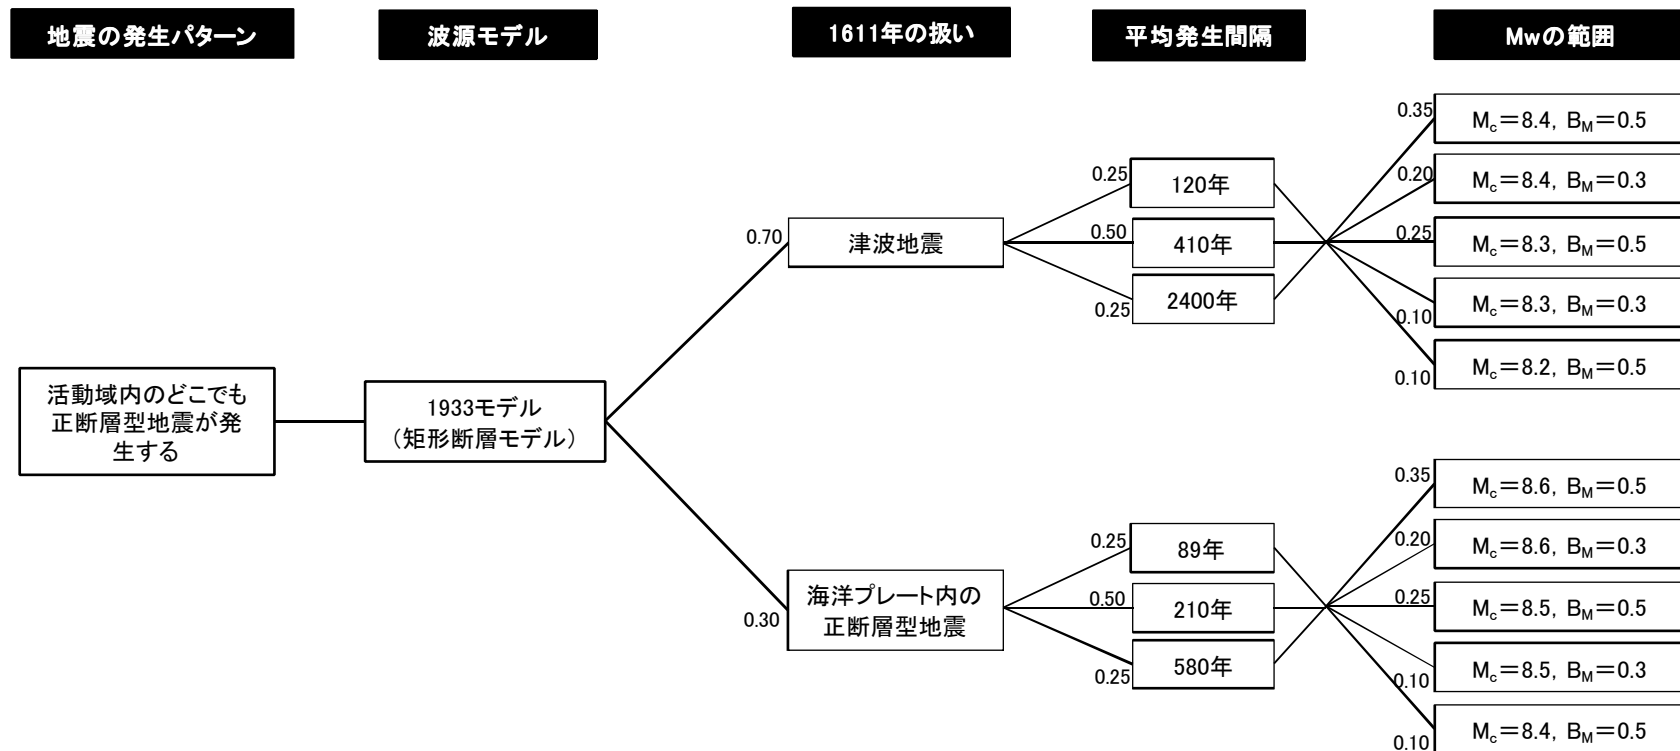 地震の発生パターン
波源モデル
1611年の扱い
平均発生間隔
Mwの範囲
活動域内のどこでも
正断層型地震が発
生する
1933モデル
（矩形断層モデル）
0.70
津波地震
0.25
120年
0.50
410年
0.25
2400年
0.35
Mc＝8.4, BM＝0.5
0.20
Mc＝8.4, BM＝0.3
0.25
Mc＝8.3, BM＝0.5
0.10
Mc＝8.3, BM＝0.3
0.10
Mc＝8.2, BM＝0.5
0.30
海洋プレート内の
正断層型地震
0.25
89年
0.50
210年
0.25
580年
0.35
Mc＝8.6, BM＝0.5
0.20
Mc＝8.6, BM＝0.3
0.25
Mc＝8.5, BM＝0.5
0.10
Mc＝8.5, BM＝0.3
0.10
Mc＝8.4, BM＝0.5